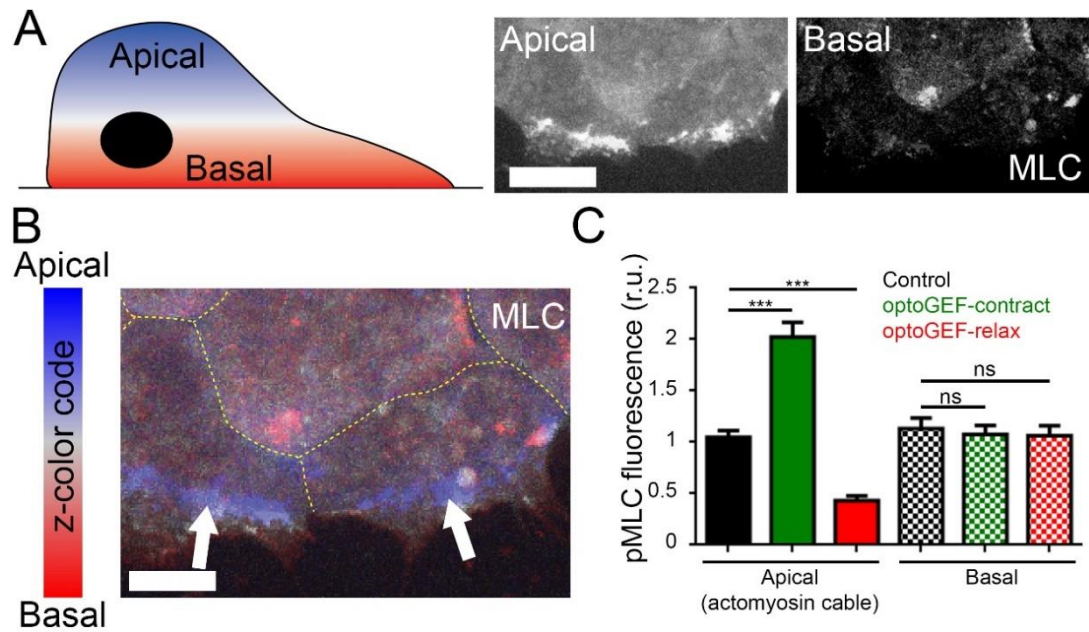 A
Apical
Basal
Apical
Basal
MLC
B
Apical
z-color code
Basal
MLC
C
pMLC fluorescence (r.u.)
2.5
2
1.5
1
0.5
0
Control
optoGEF-contract
optoGEF-relax
***
***
ns
ns
Apical
(actomyosin cable)
Basal